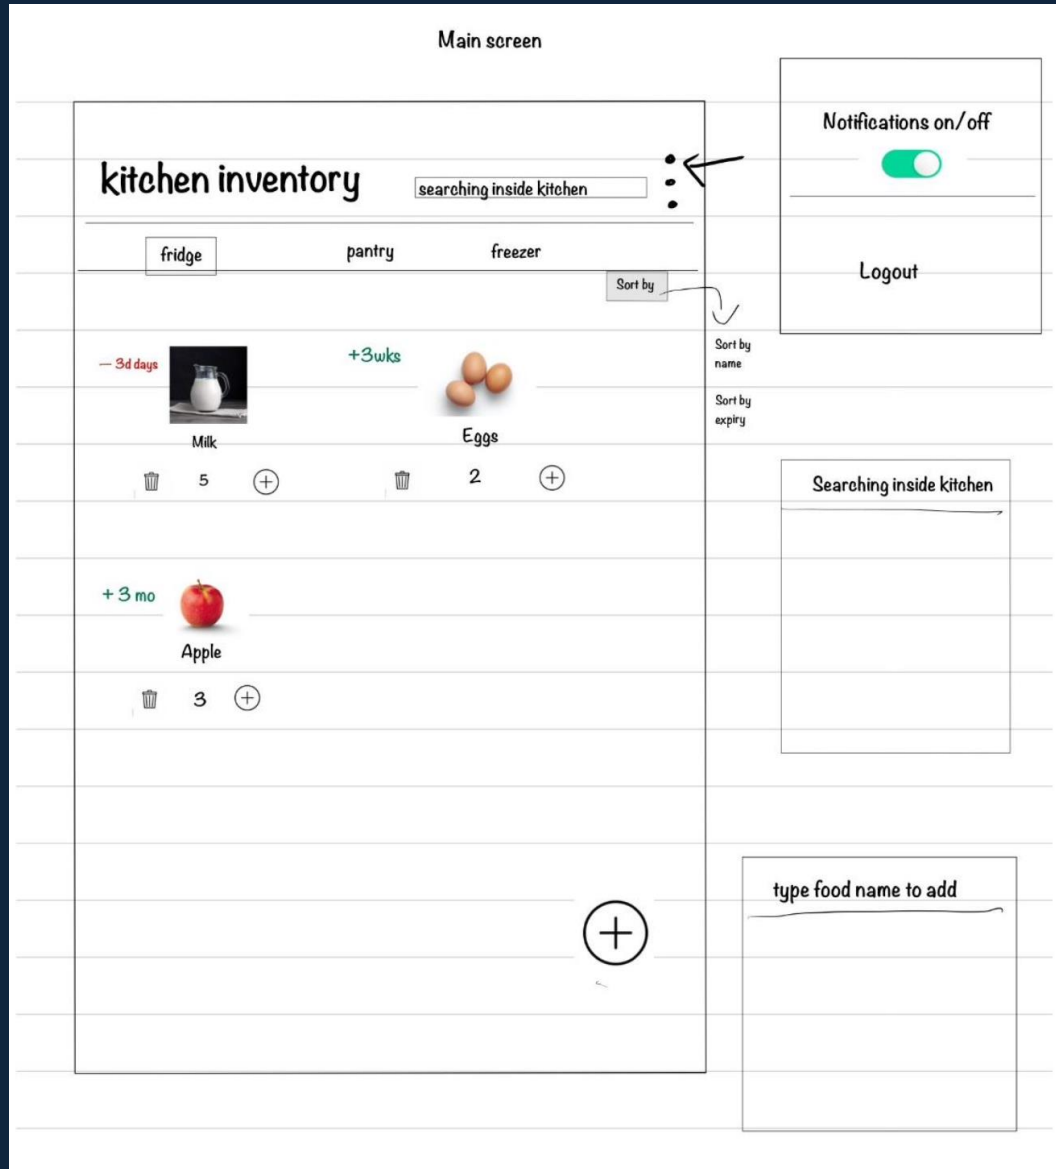 Main screen
kitchen inventory
searching inside kitchen
fridge pantry freezer
Sort by
— 3d days
Milk
5
+3wks
Eggs
2
+ 3 mo
Apple
3
Notifications on/off
Logout
Sort by
name
Sort by
expiry
Searching inside kitchen
type food name to add